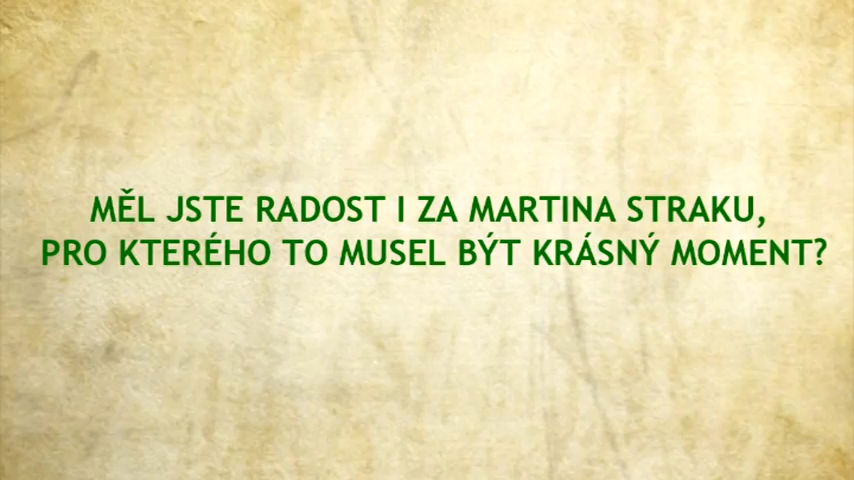 MĚL JSTE RADOST I ZA MARTINA STRAKU,
PRO KTERÉHO TO MUSEL BÝT KRÁSNÝ MOMENT?